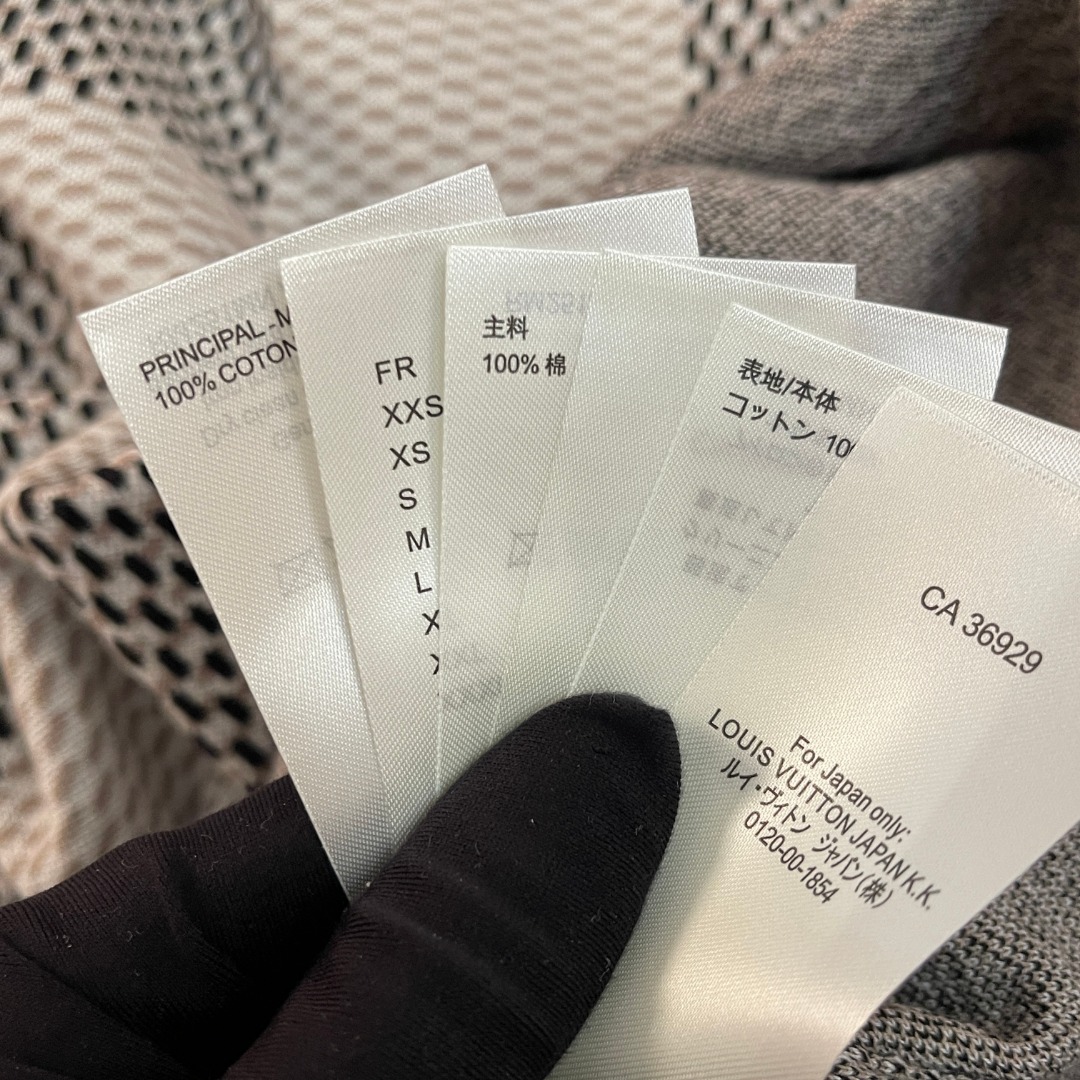 PRINCIPAL - M
100% COTON
FR
XXS
XS
S
M
L
主料
100% 棉
表地/本体
コットン 10
CA 36929
For Japan only:
LOUIS VUITTON JAPAN K.K.
ルイ・ヴィトン ジャパン(株)
0120-00-1854